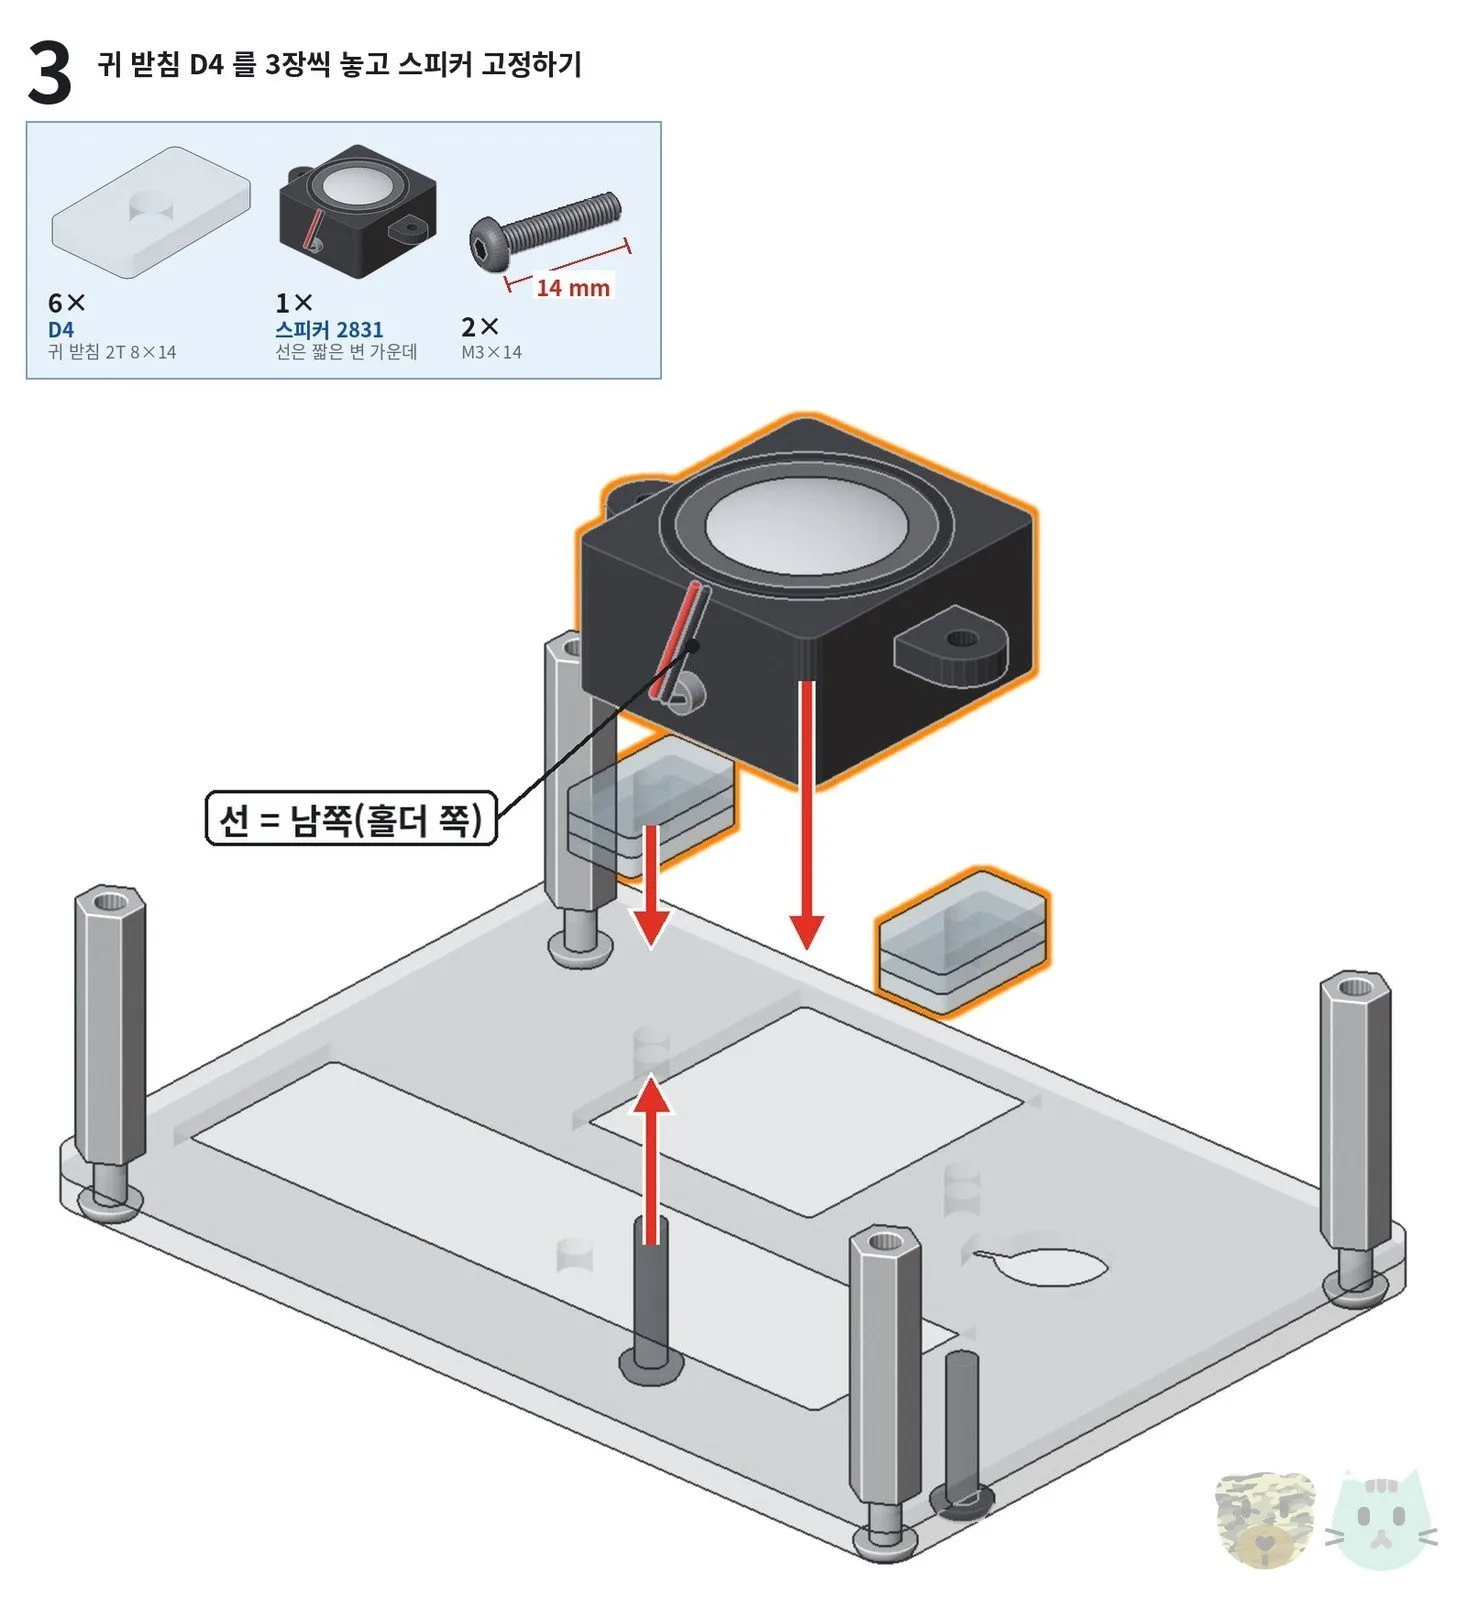 3 귀 받침 D4 를 3장씩 놓고 스피커 고정하기
6×
D4
귀 받침 2T 8×14
1×
스피커 2831
선은 짧은 변 가운데
14 mm
2×
M3×14
선 = 남쪽(홀더 쪽)